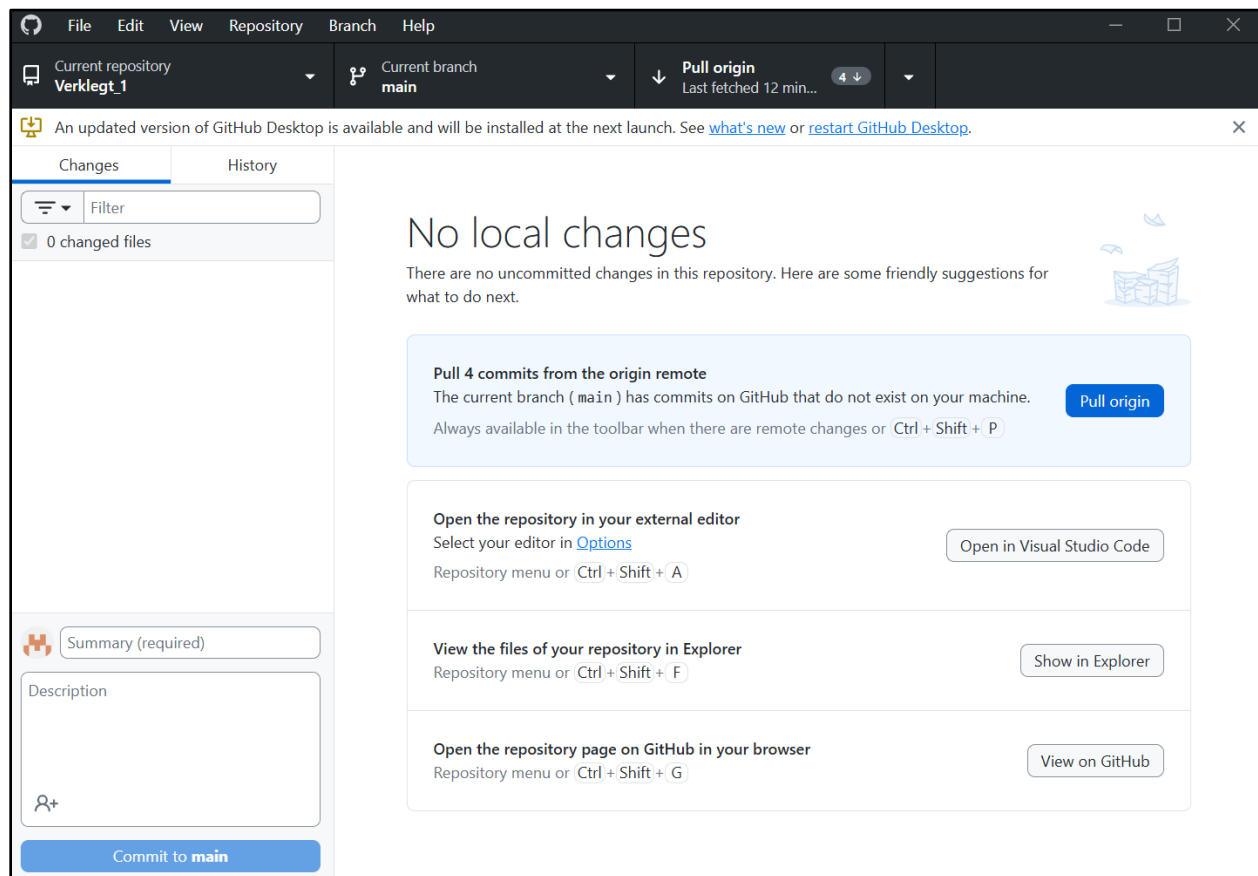 File Edit View Repository Branch Help
Current repository
Verklegt_1
Current branch
main
Pull origin
Last fetched 12 min...
4
An updated version of GitHub Desktop is available and will be installed at the next launch. See what's new or restart GitHub Desktop.
Changes
History
Filter
0 changed files
No local changes
There are no uncommitted changes in this repository. Here are some friendly suggestions for
what to do next.
Pull 4 commits from the origin remote
The current branch (main) has commits on GitHub that do not exist on your machine.
Always available in the toolbar when there are remote changes or Ctrl+Shift+P
Pull origin
Open the repository in your external editor
Select your editor in Options
Repository menu or Ctrl+Shift+A
Open in Visual Studio Code
View the files of your repository in Explorer
Repository menu or Ctrl+Shift+F
Show in Explorer
Open the repository page on GitHub in your browser
Repository menu or Ctrl+Shift+G
View on GitHub
Summary (required)
Description
Commit to main